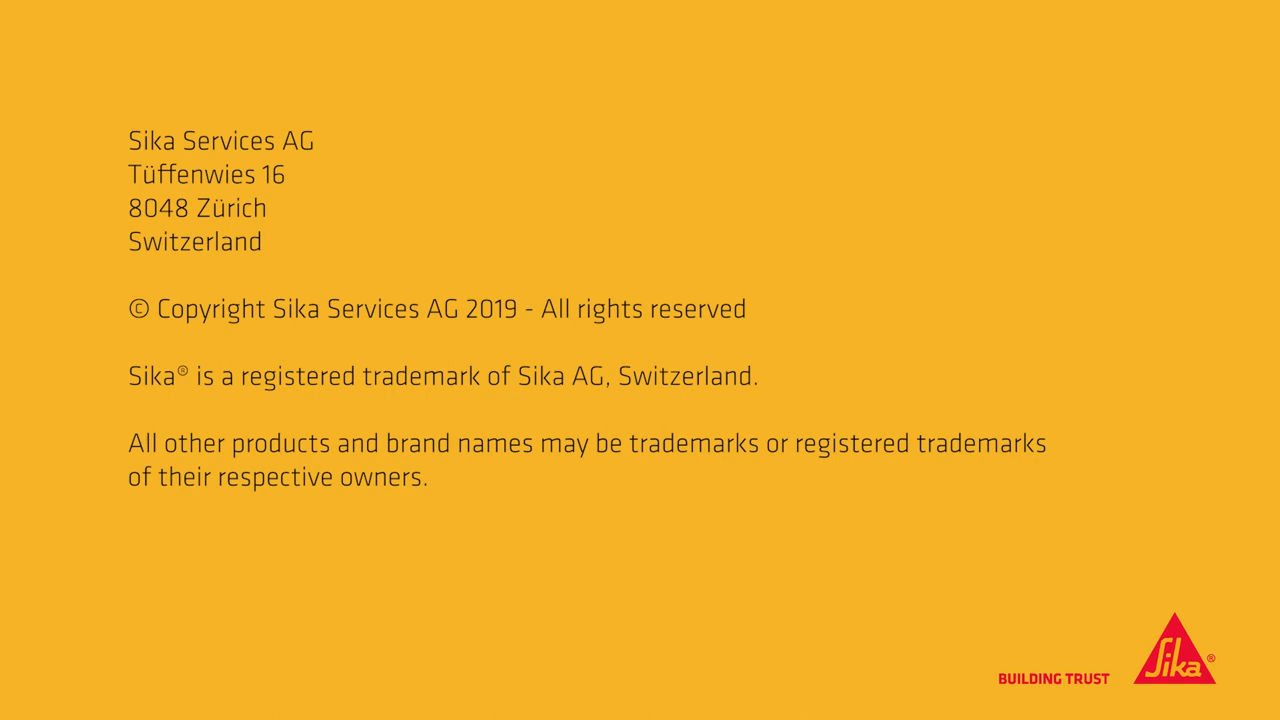 Sika Services AG
Tüffenwies 16
8048 Zürich
Switzerland
© Copyright Sika Services AG 2019 - All rights reserved
Sika® is a registered trademark of Sika AG, Switzerland.
All other products and brand names may be trademarks or registered trademarks
of their respective owners.
BUILDING TRUST
Sika®